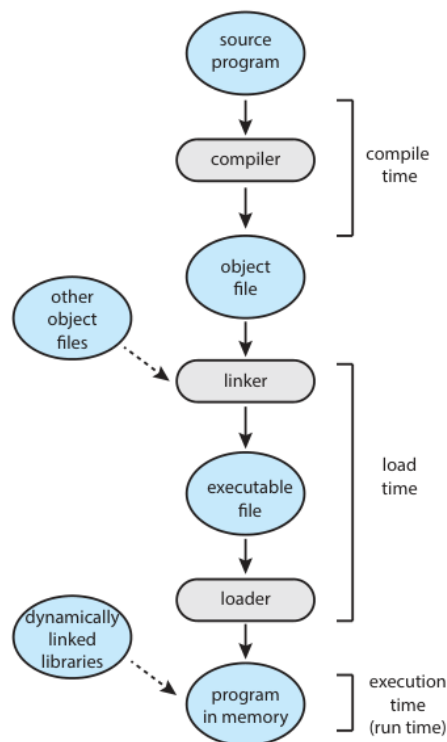 source
program
compiler
compile
time
object
file
other
object
files
linker
load
time
executable
file
loader
dynamically
linked
libraries
program
in memory
execution
time
(run time)